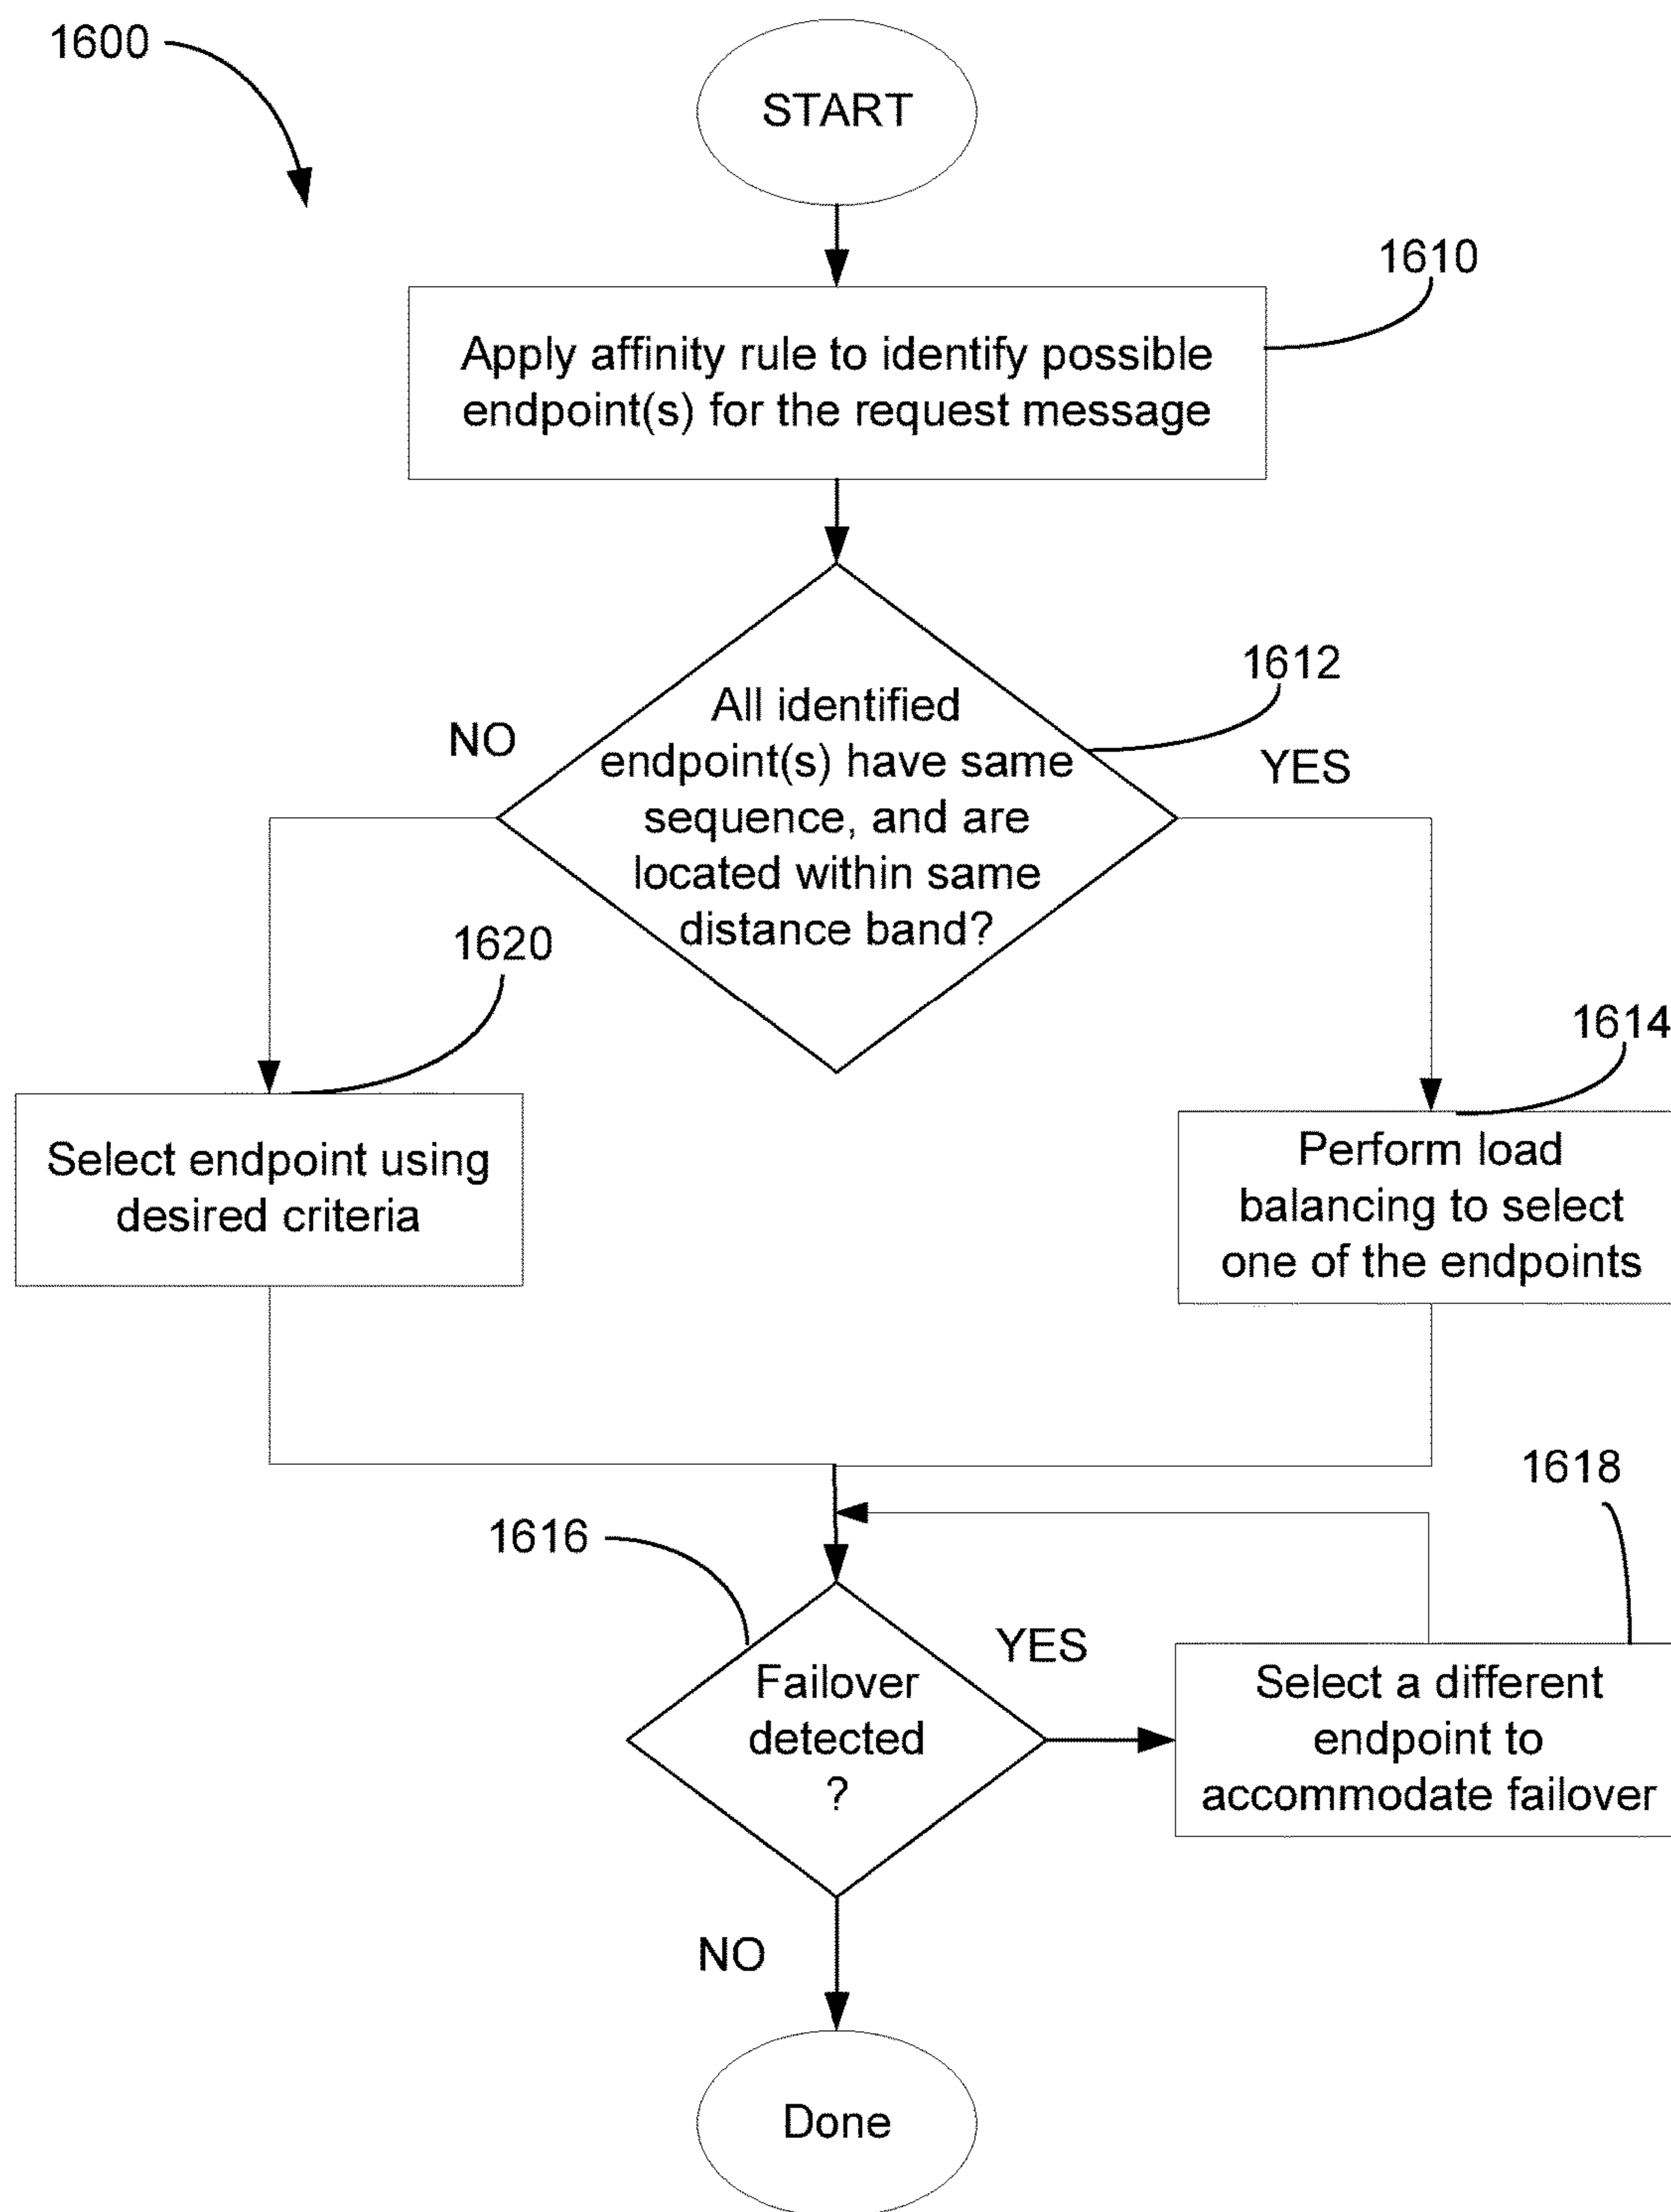 1600
START
1610
Apply affinity rule to identify possible
endpoint(s) for the request message
1612
NO
YES
All identified
endpoint(s) have same
sequence, and are
located within same
distance band?
1620
1614
Select endpoint using
desired criteria
Perform load
balancing to select
one of the endpoints
1618
1616
YES
Failover
detected
?
Select a different
endpoint to
accommodate failover
NO
Done